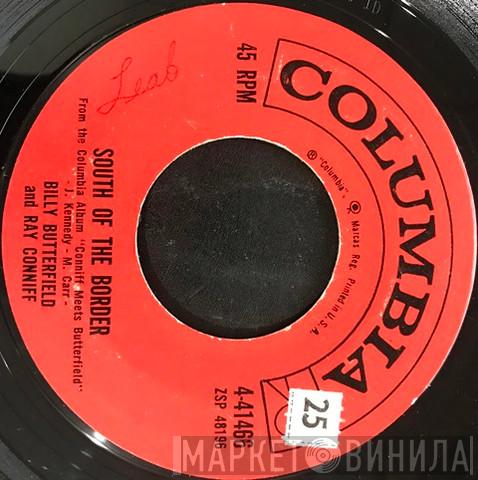 COLUMBIA
45 RPM
Leab
® "Columbia", Marcas Reg. Printed in U.S.A.
4-41466
ZSP 48196
25
SOUTH OF THE BORDER
From the Columbia Album "Conniff Meets Butterfield"
- J. Kennedy - M. Carr -
BILLY BUTTERFIELD
and RAY CONNIFF
МАРКЕТ ВИНИЛА